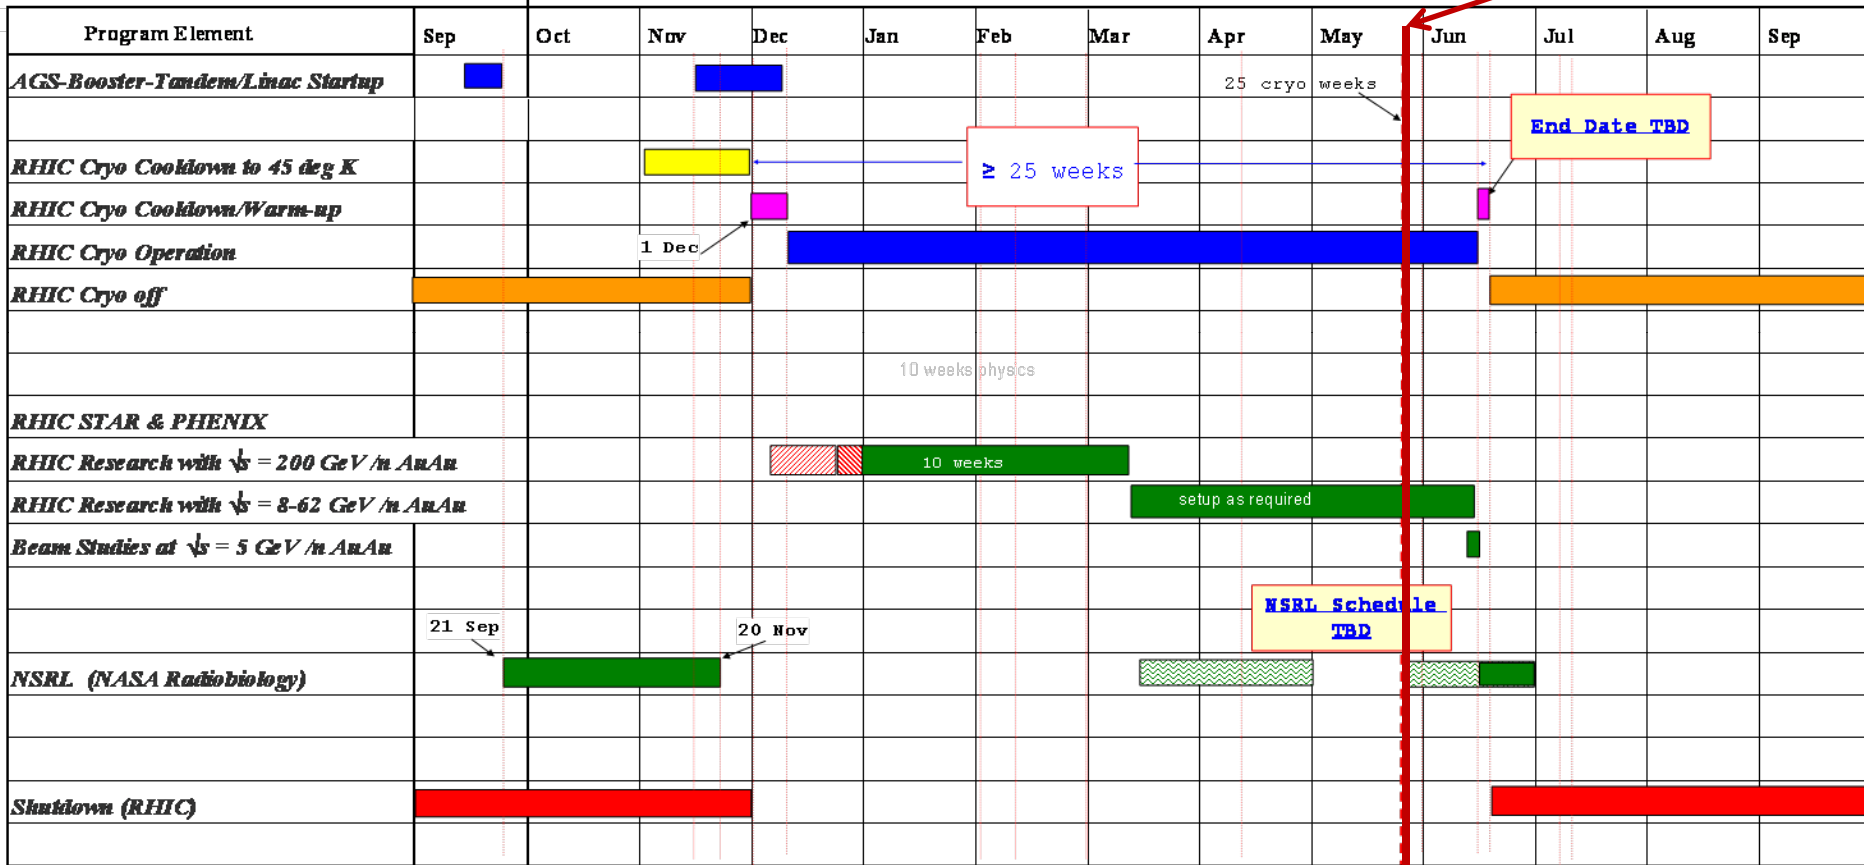 Program Element Sep Oct Nov Dec Jan Feb Mar Apr May Jun Jul Aug Sep
AGS-Booster-Tandem/Linac Startup
25 cryo weeks
End Date TBD
RHIC Cryo Cooldown to 45 deg K
≥ 25 weeks
RHIC Cryo Cooldown/Warm-up
1 Dec
RHIC Cryo Operation
RHIC Cryo off
10 weeks physics
RHIC STAR & PHENIX
RHIC Research with √s = 200 GeV/n AuAu
10 weeks
RHIC Research with √s = 8-62 GeV/n AuAu
setup as required
Beam Studies at √s = 5 GeV/n AuAu
NSRL Schedule
TBD
21 Sep
20 Nov
NSRL (NASA Radiobiology)
Shutdown (RHIC)